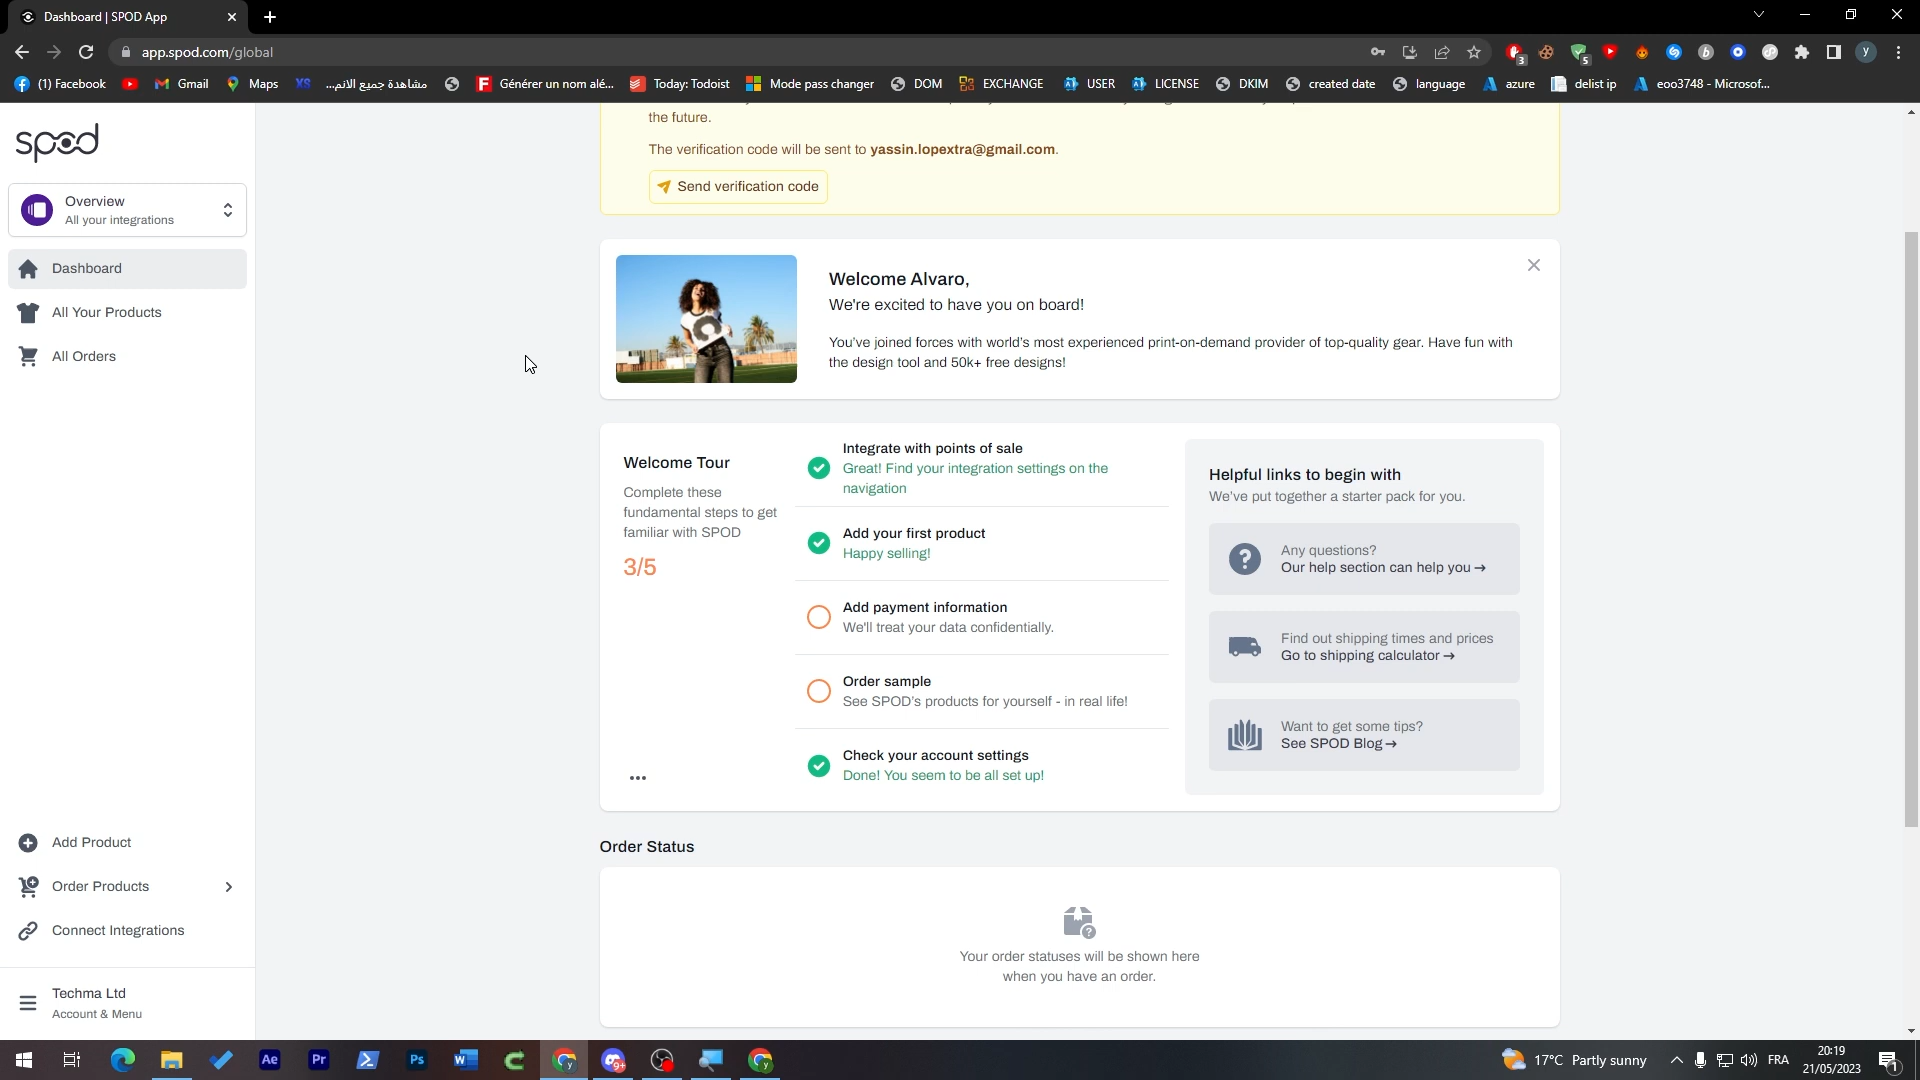 Dashboard | SPOD App
app.spod.com/global
3
5
(1) Facebook
Gmail
Maps
XS
مشاهدة جميع الانم...
Générer un nom alé...
Today: Todoist
Mode pass changer
DOM
EXCHANGE
USER
LICENSE
DKIM
created date
language
azure
delist ip
eoo3748 - Microsof...
spod
Overview
All your integrations
Dashboard
All Your Products
All Orders
Add Product
Order Products
Connect Integrations
Techma Ltd
Account & Menu
the future.
The verification code will be sent to yassin.lopextra@gmail.com.
Send verification code
Welcome Alvaro,
We're excited to have you on board!
You've joined forces with world's most experienced print-on-demand provider of top-quality gear. Have fun with
the design tool and 50k+ free designs!
Welcome Tour
Complete these
fundamental steps to get
familiar with SPOD
3/5
Integrate with points of sale
Great! Find your integration settings on the
navigation
Add your first product
Happy selling!
Add payment information
We'll treat your data confidentially.
Order sample
See SPOD's products for yourself - in real life!
Check your account settings
Done! You seem to be all set up!
Helpful links to begin with
We've put together a starter pack for you.
Any questions?
Our help section can help you →
Find out shipping times and prices
Go to shipping calculator →
Want to get some tips?
See SPOD Blog →
Order Status
Your order statuses will be shown here
when you have an order.
Ae
Pr
Ps
17°C Partly sunny
FRA
20:19
21/05/2023
1